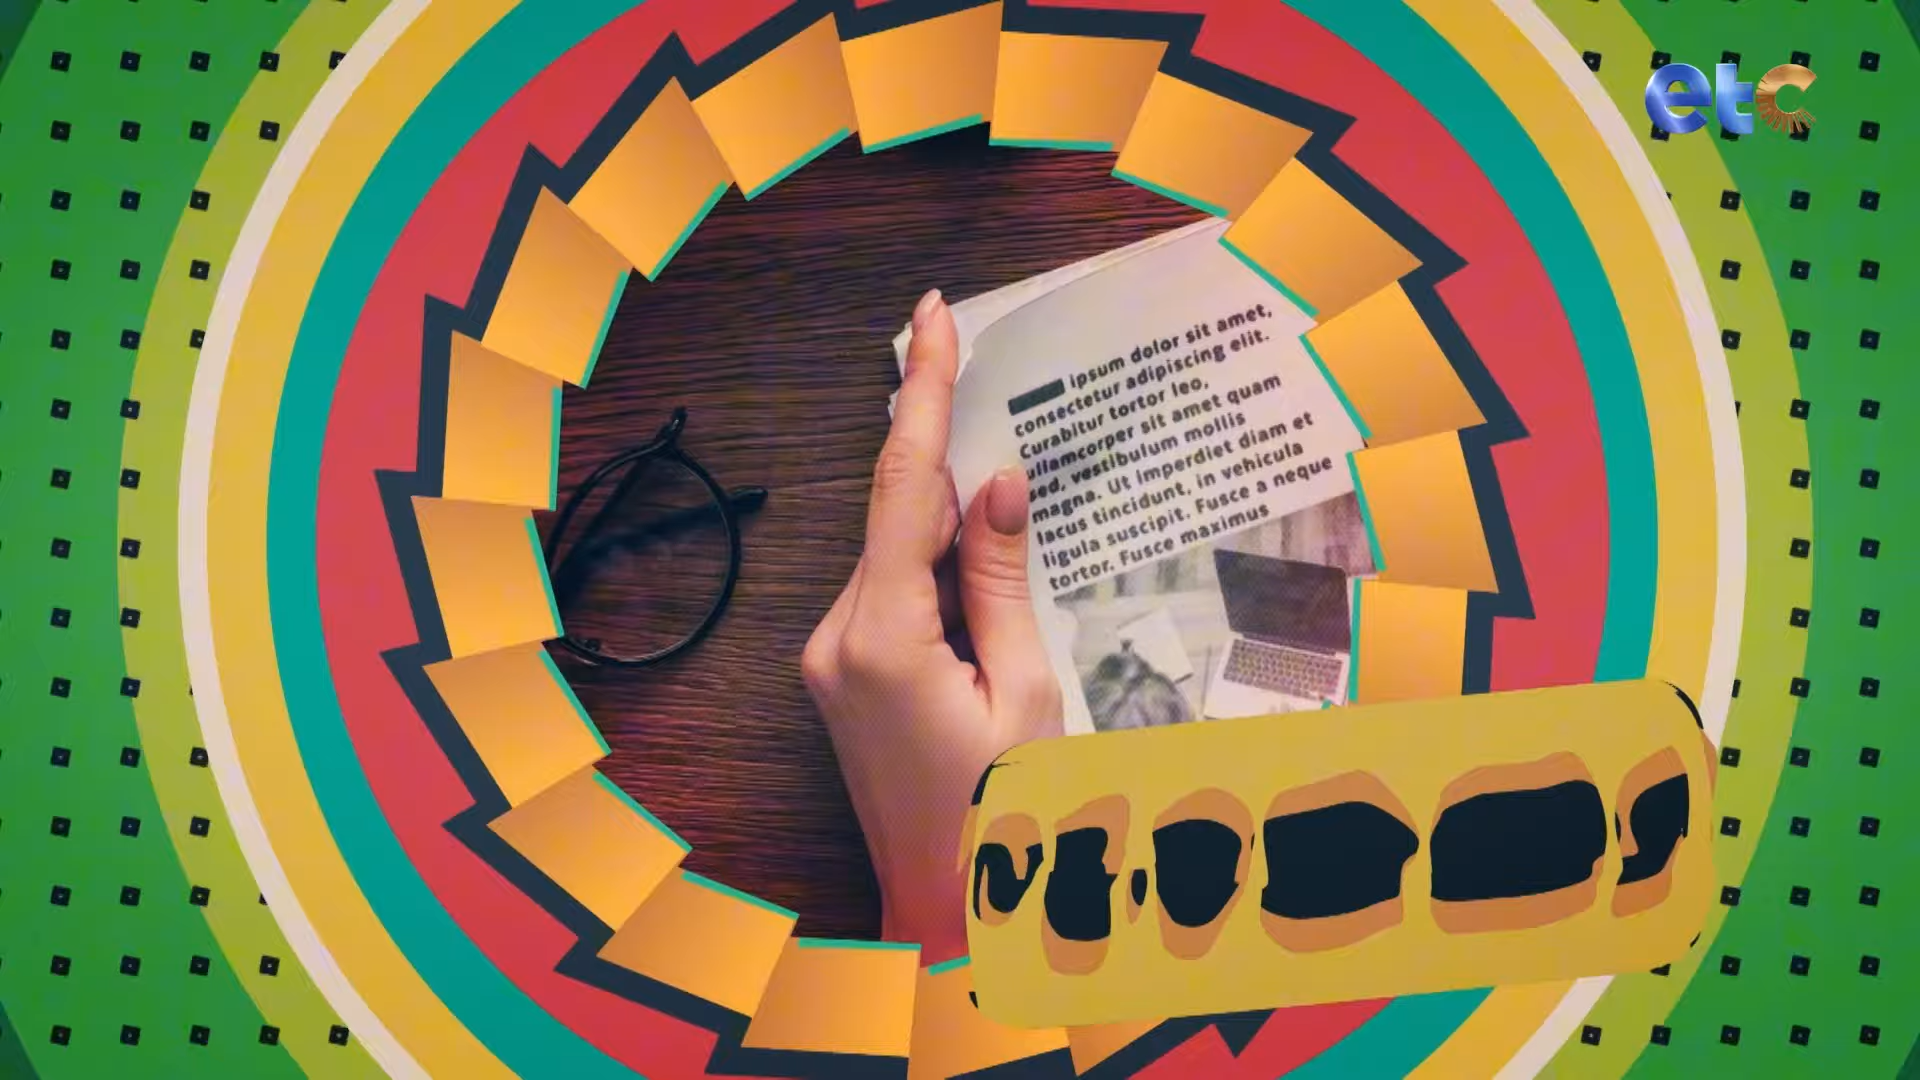 etc
ipsum dolor sit amet,
consectetur adipiscing elit.
Curabitur tortor leo,
ullamcorper sit amet quam
sed, vestibulum mollis
magna. Ut imperdiet diam et
lacus tincidunt, in vehicula
ligula suscipit. Fusce a neque
tortor. Fusce maximus